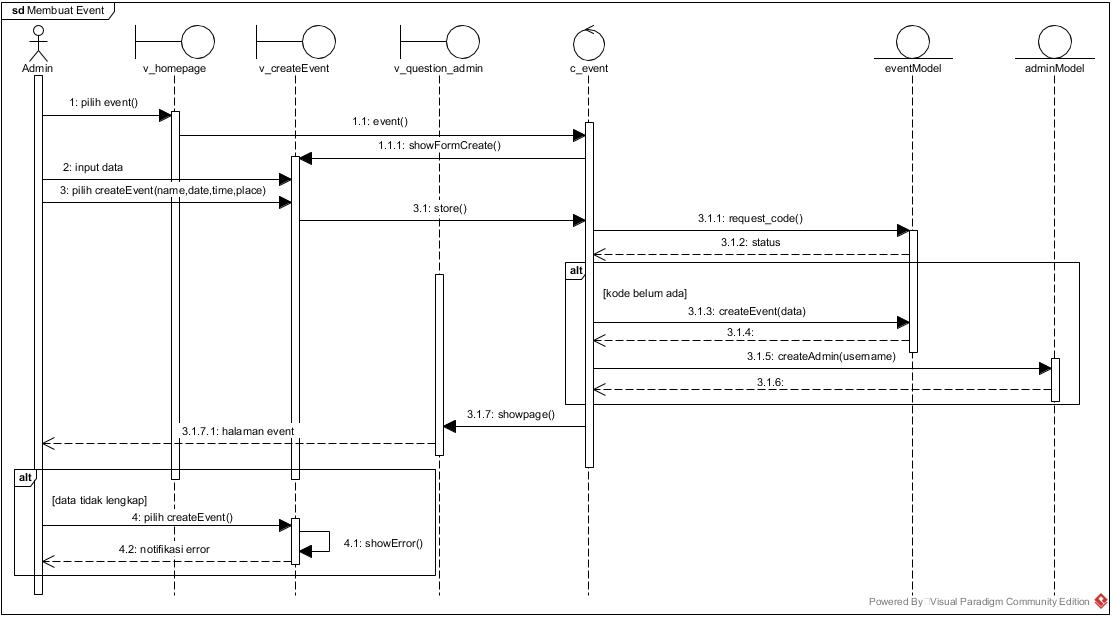 sd Membuat Event
Admin
v_homepage
v_createEvent
v_question_admin
c_event
eventModel
adminModel
1: pilih event()
1.1: event()
1.1.1: showFormCreate()
2: input data
3: pilih createEvent(name,date,time,place)
3.1: store()
3.1.1: request_code()
3.1.2: status
alt
[kode belum ada]
3.1.3: createEvent(data)
3.1.4:
3.1.5: createAdmin(username)
3.1.6:
3.1.7: showpage()
3.1.7.1: halaman event
alt
[data tidak lengkap]
4: pilih createEvent()
4.1: showError()
4.2: notifikasi error
Powered By Visual Paradigm Community Edition